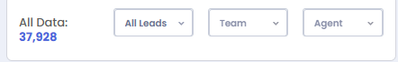 All Data:
37,928
All Leads
Team
Agent